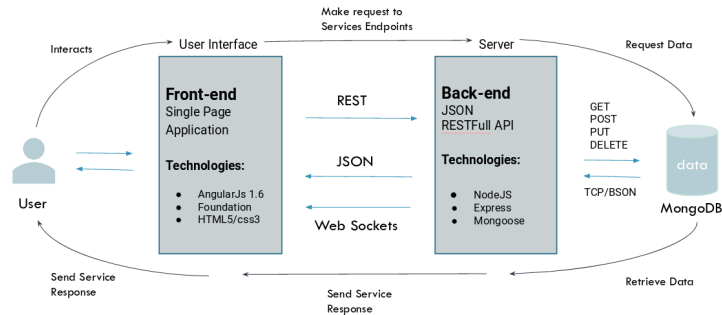 Make request to
Services Endpoints
Interacts
User Interface
Server
Request Data
Front-end
Single Page
Application
Technologies:
AngularJs 1.6
Foundation
HTML5/css3
REST
JSON
Web Sockets
Back-end
JSON
RESTFull API
Technologies:
NodeJS
Express
Mongoose
GET
POST
PUT
DELETE
TCP/BSON
data
MongoDB
User
Send Service
Response
Send Service
Response
Retrieve Data